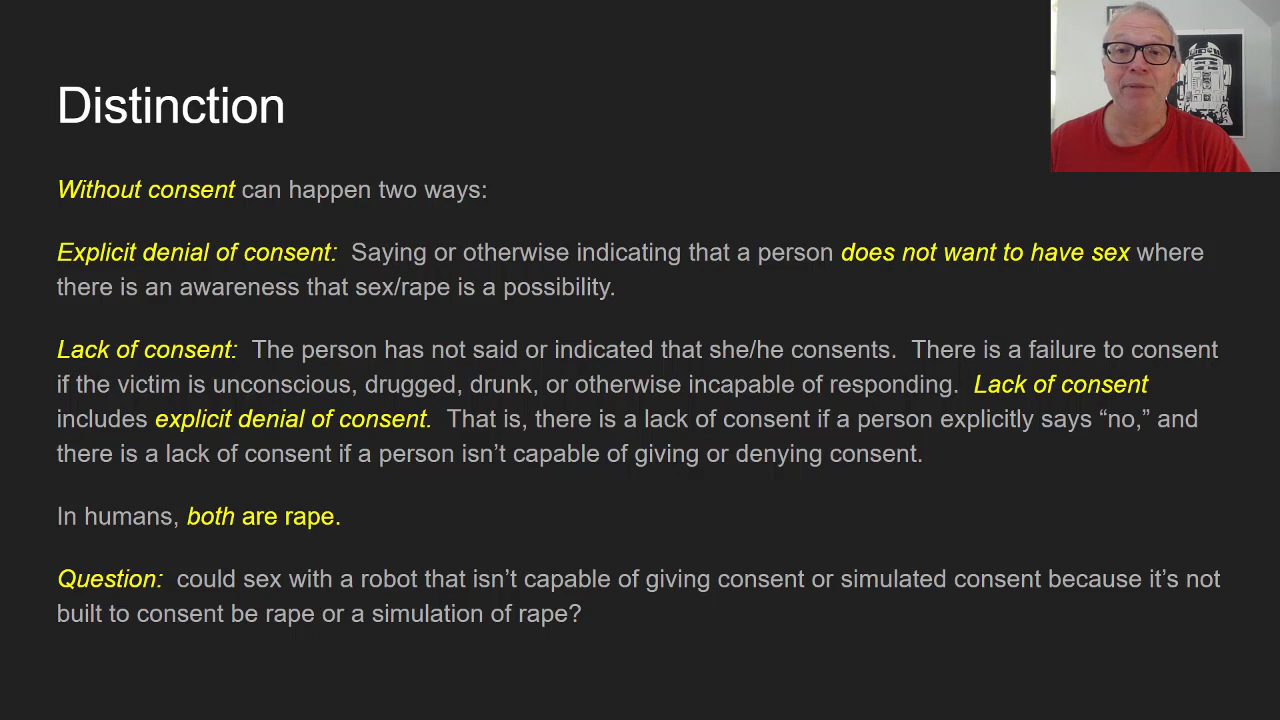 Distinction
Without consent can happen two ways:
Explicit denial of consent:  Saying or otherwise indicating that a person does not want to have sex where
there is an awareness that sex/rape is a possibility.
Lack of consent:  The person has not said or indicated that she/he consents.  There is a failure to consent
if the victim is unconscious, drugged, drunk, or otherwise incapable of responding.  Lack of consent
includes explicit denial of consent.  That is, there is a lack of consent if a person explicitly says “no,” and
there is a lack of consent if a person isn’t capable of giving or denying consent.
In humans, both are rape.
Question:  could sex with a robot that isn’t capable of giving consent or simulated consent because it’s not
built to consent be rape or a simulation of rape?